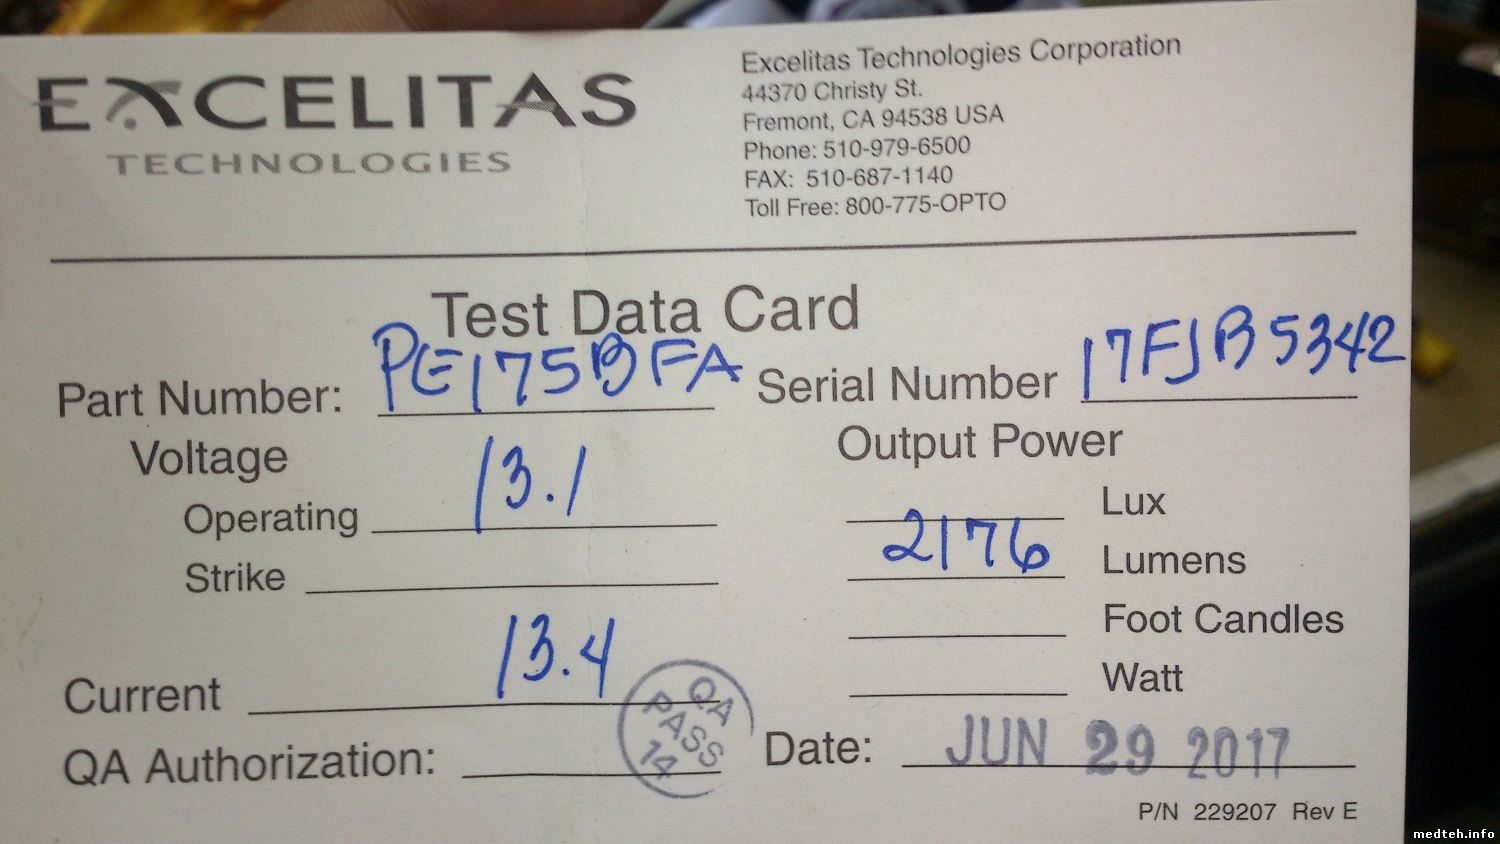 EXCELITAS
TECHNOLOGIES
Excelitas Technologies Corporation
44370 Christy St.
Fremont, CA 94538 USA
Phone: 510-979-6500
FAX: 510-687-1140
Toll Free: 800-775-OPTO
Test Data Card
Part Number: PE175BFA Serial Number 17FJB5342
Voltage
Operating 13.1
Strike
Current 13.4
QA Authorization:
QA
PASS
14
Output Power
Lux
2176 Lumens
Foot Candles
Watt
Date: JUN 29 2017
P/N 229207 Rev E
medteh.info